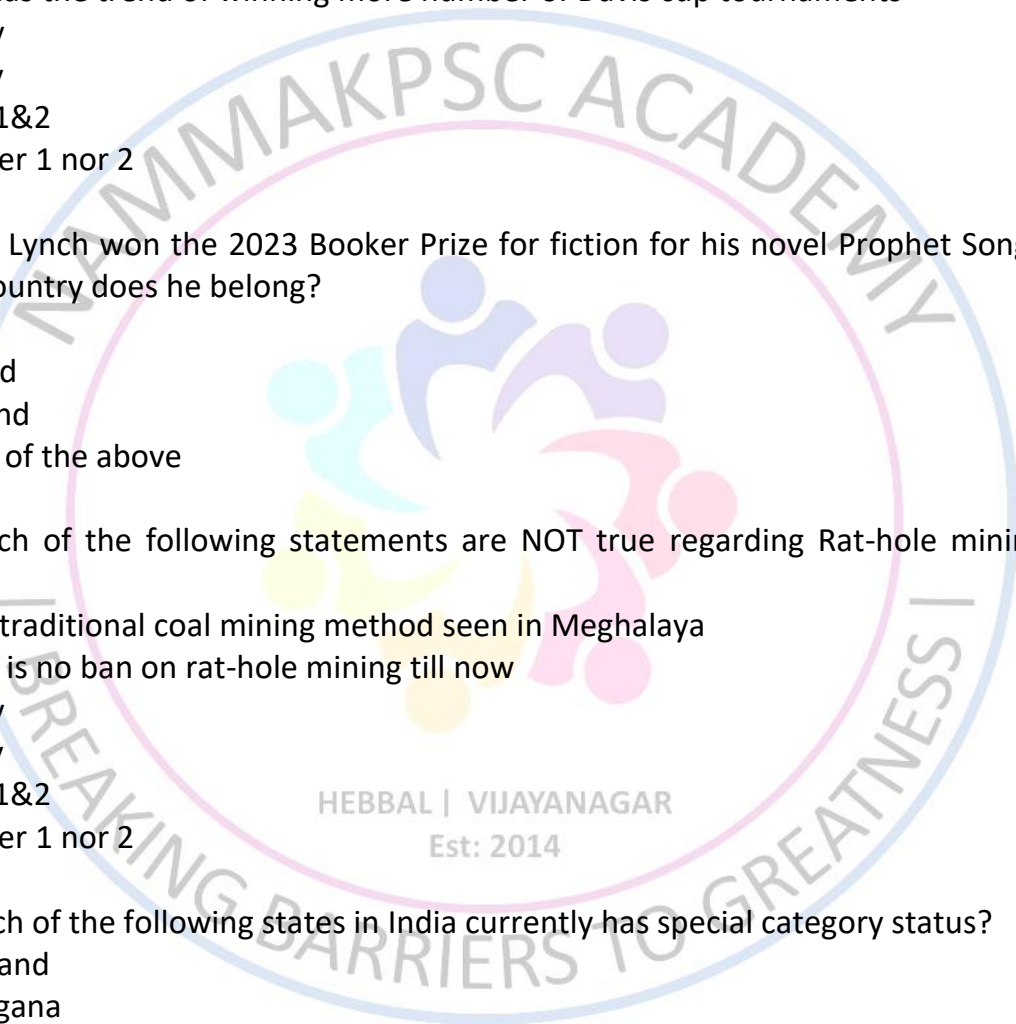 as the trend of winning more number of Davis cup tournaments
y
y
1&2
er 1 nor 2
Lynch won the 2023 Booker Prize for fiction for his novel Prophet Song
ountry does he belong?
d
nd
of the above
ch of the following statements are NOT true regarding Rat-hole minin
traditional coal mining method seen in Meghalaya
is no ban on rat-hole mining till now
y
y
1&2
er 1 nor 2
ch of the following states in India currently has special category status?
and
gana
NAMMAKPSC ACADEMY
HEBBAL | VIJAYANAGAR
Est: 2014
| BREAKING BARRIERS TO GREATNESS |